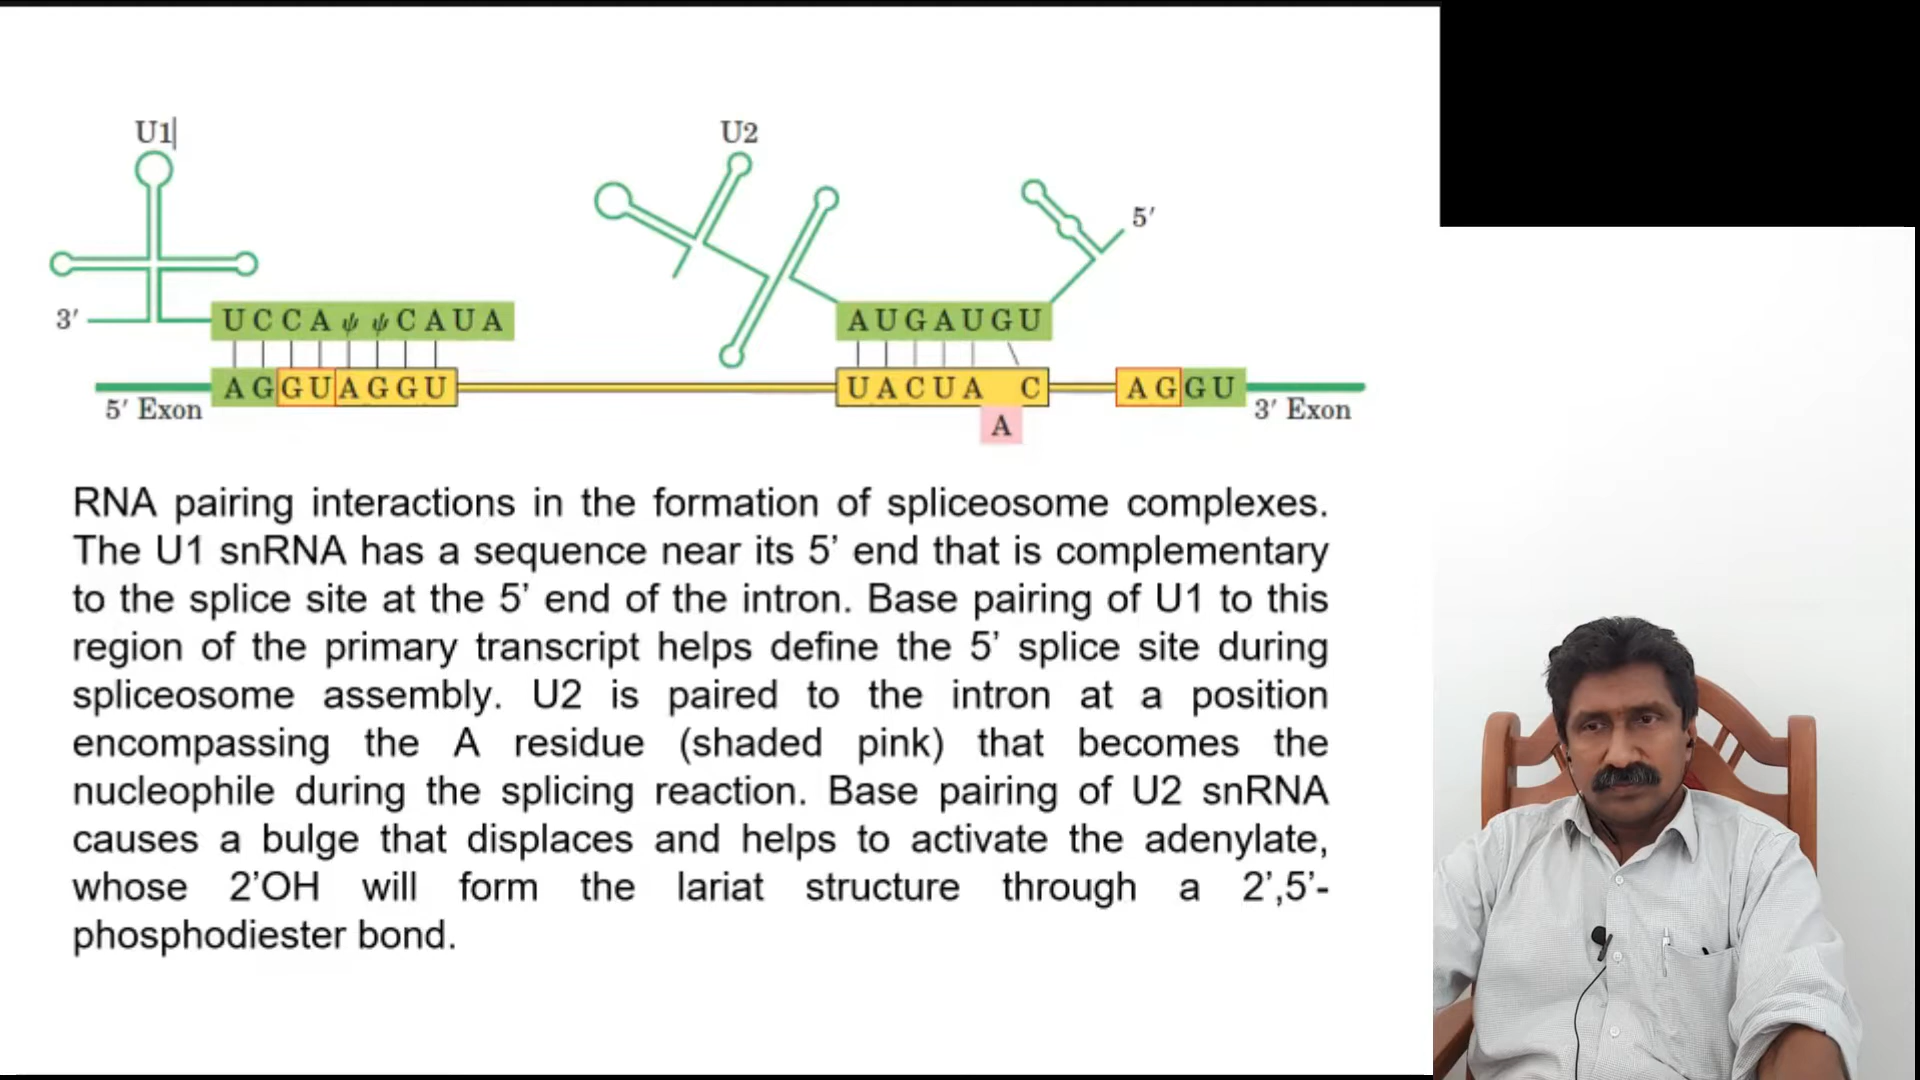 U1 U2
5′
3′ UCCAψψCAUA AUGAUGU
AGGUAGGU UACUA C AGGU
5′ Exon 3′ Exon
A
RNA pairing interactions in the formation of spliceosome complexes.
The U1 snRNA has a sequence near its 5’ end that is complementary
to the splice site at the 5’ end of the intron. Base pairing of U1 to this
region of the primary transcript helps define the 5’ splice site during
spliceosome assembly. U2 is paired to the intron at a position
encompassing the A residue (shaded pink) that becomes the
nucleophile during the splicing reaction. Base pairing of U2 snRNA
causes a bulge that displaces and helps to activate the adenylate,
whose 2’OH will form the lariat structure through a 2’,5’-
phosphodiester bond.